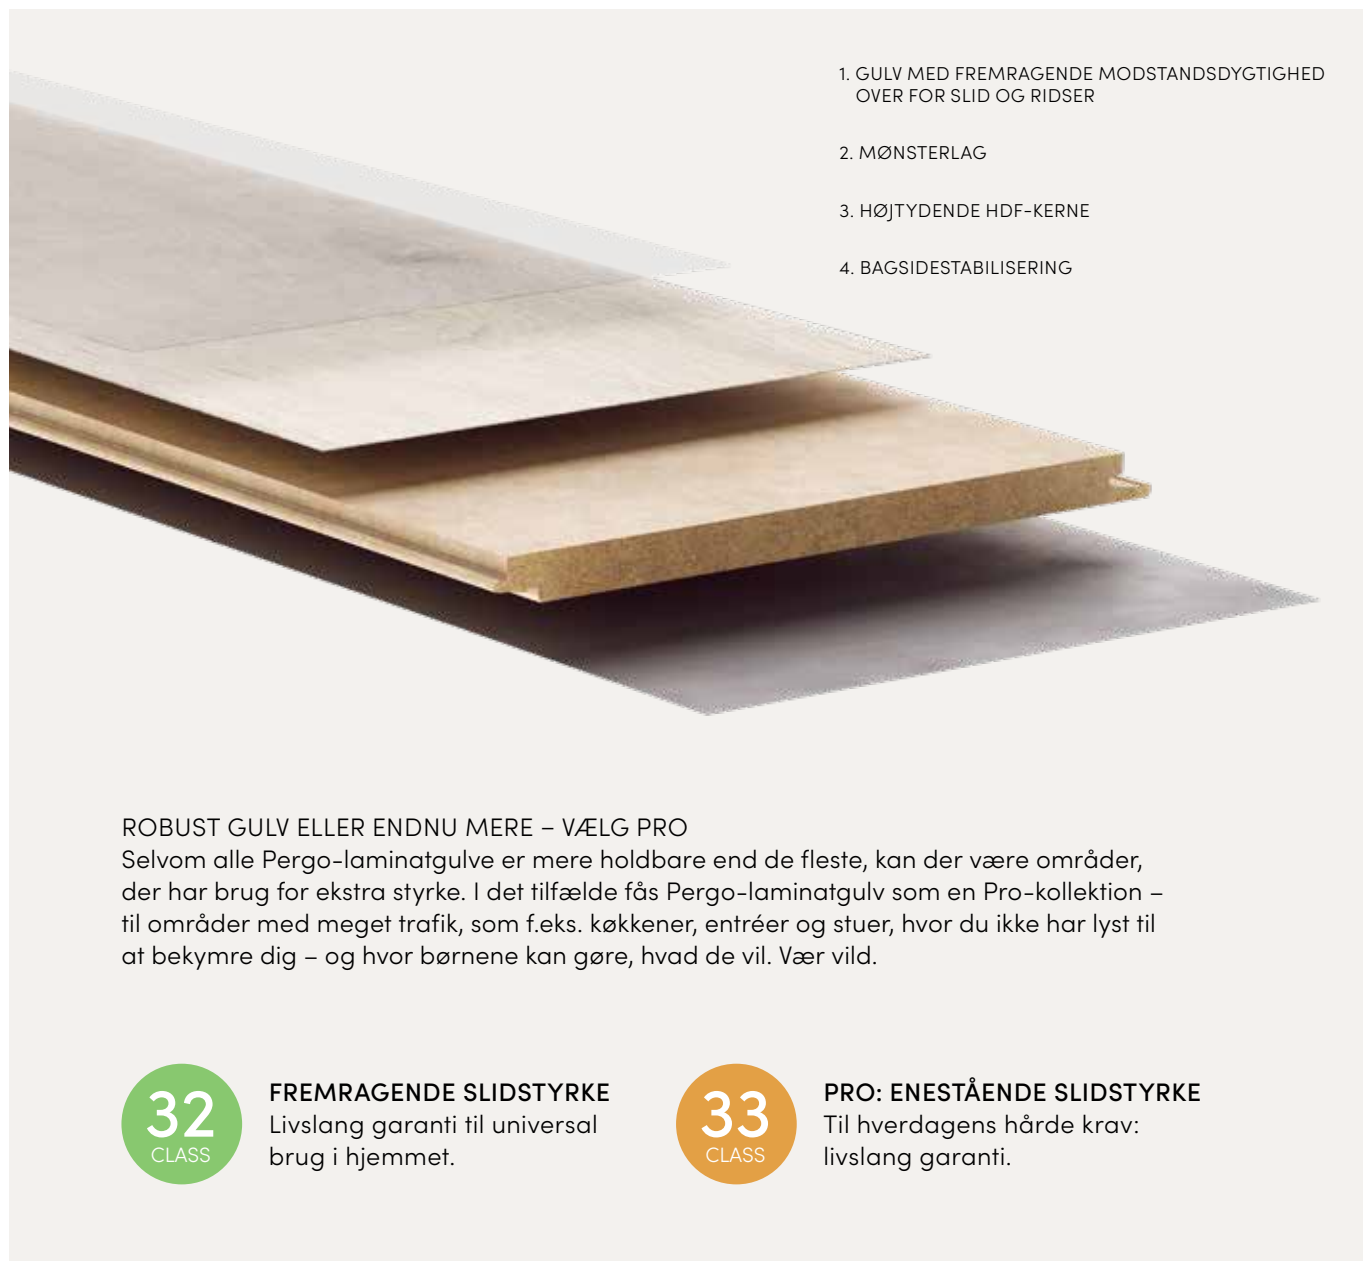 1. GULV MED FREMRAGENDE MODSTANDSDYGTIGHED
OVER FOR SLID OG RIDSER
2. MØNSTERLAG
3. HØJTYDENDE HDF-KERNE
4. BAGSIDESTABILISERING
ROBUST GULV ELLER ENDNU MERE – VÆLG PRO
Selvom alle Pergo-laminatgulve er mere holdbare end de fleste, kan der være områder,
der har brug for ekstra styrke. I det tilfælde fås Pergo-laminatgulv som en Pro-kollektion –
til områder med meget trafik, som f.eks. køkkener, entréer og stuer, hvor du ikke har lyst til
at bekymre dig – og hvor børnene kan gøre, hvad de vil. Vær vild.
32
CLASS
FREMRAGENDE SLIDSTYRKE
Livslang garanti til universal
brug i hjemmet.
33
CLASS
PRO: ENESTÅENDE SLIDSTYRKE
Til hverdagens hårde krav:
livslang garanti.